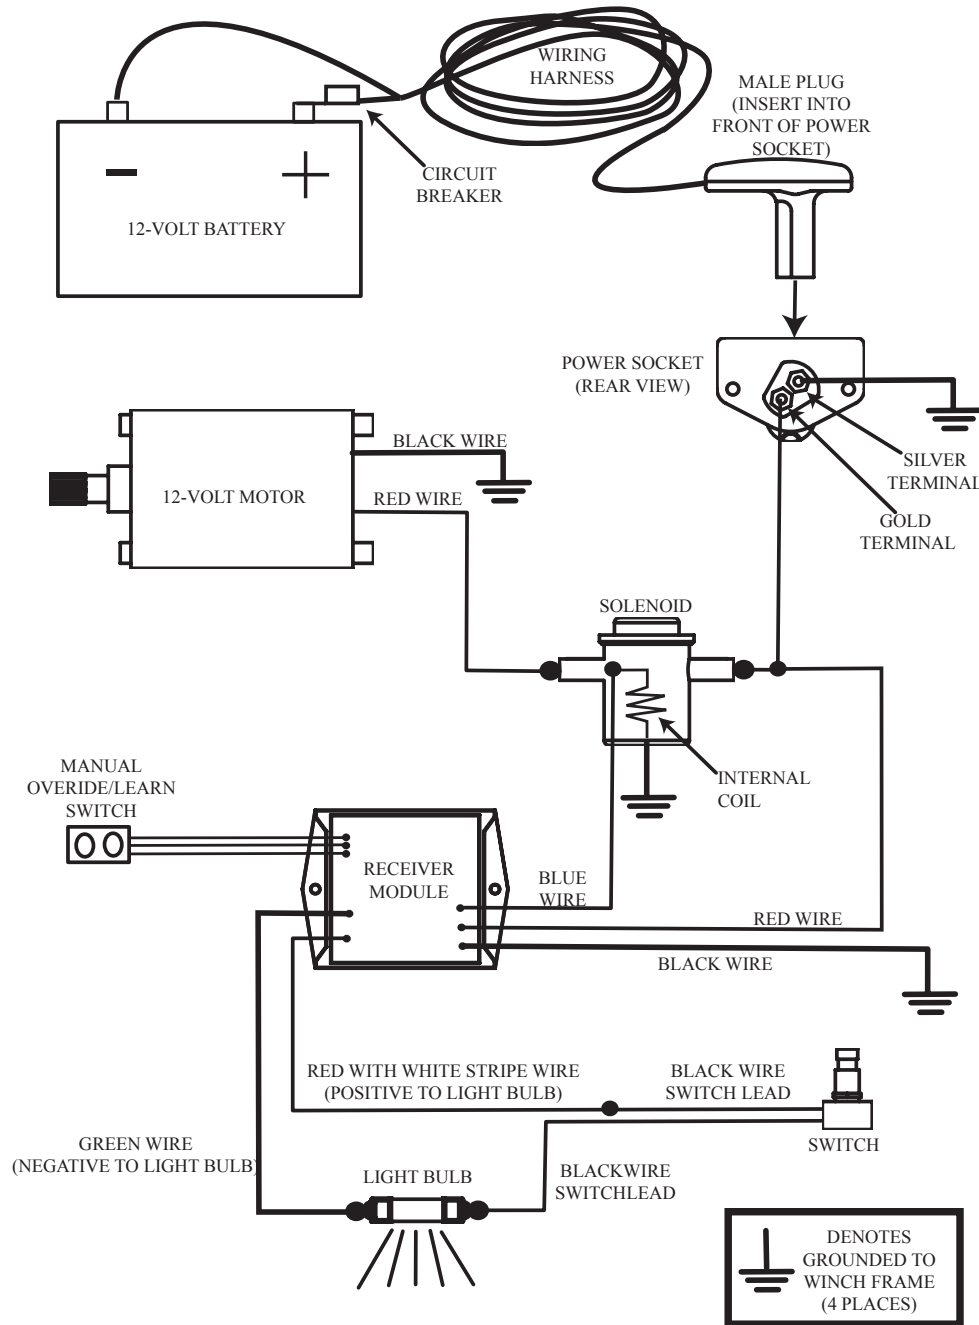 WIRING
HARNESS
MALE PLUG
(INSERT INTO
FRONT OF POWER
SOCKET)
CIRCUIT
BREAKER
12-VOLT BATTERY
POWER SOCKET
(REAR VIEW)
SILVER
TERMINAL
GOLD
TERMINAL
BLACK WIRE
RED WIRE
12-VOLT MOTOR
SOLENOID
INTERNAL
COIL
MANUAL
OVERIDE/LEARN
SWITCH
RECEIVER
MODULE
BLUE
WIRE
RED WIRE
BLACK WIRE
RED WITH WHITE STRIPE WIRE
(POSITIVE TO LIGHT BULB)
BLACK WIRE
SWITCH LEAD
SWITCH
GREEN WIRE
(NEGATIVE TO LIGHT BULB)
LIGHT BULB
BLACKWIRE
SWITCHLEAD
DENOTES
GROUNDED TO
WINCH FRAME
(4 PLACES)